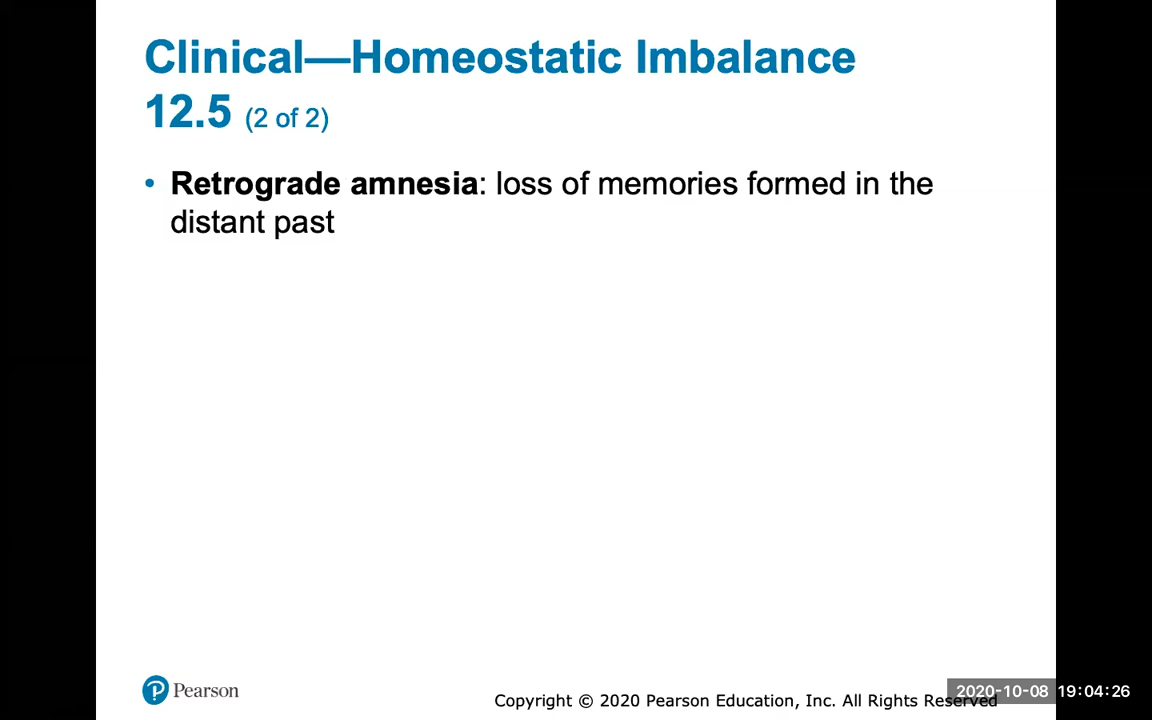 Clinical—Homeostatic Imbalance
12.5 (2 of 2)
• Retrograde amnesia: loss of memories formed in the
distant past
Pearson
Copyright © 2020 Pearson Education, Inc. All Rights Reserved
2020-10-08 19:04:26